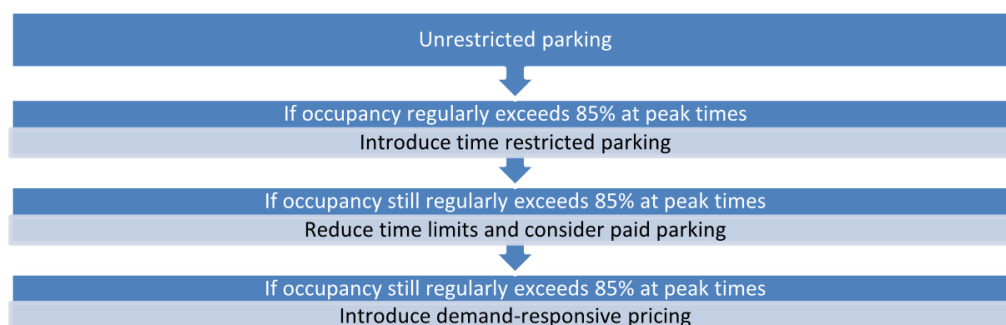 Unrestricted parking
If occupancy regularly exceeds 85% at peak times
Introduce time restricted parking
If occupancy still regularly exceeds 85% at peak times
Reduce time limits and consider paid parking
If occupancy still regularly exceeds 85% at peak times
Introduce demand-responsive pricing